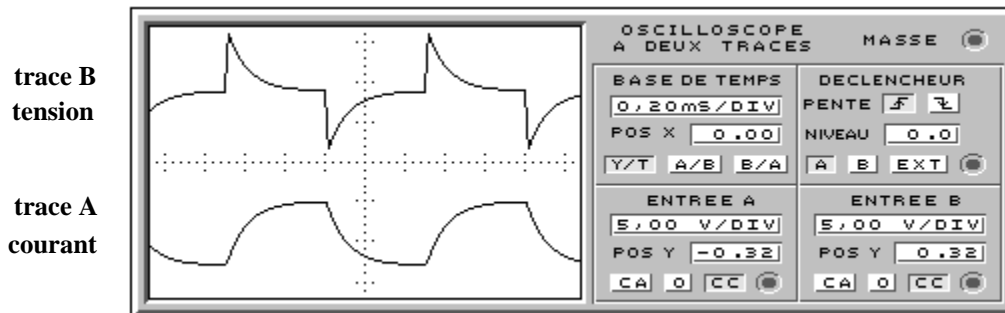 trace B
tension
trace A
courant
OSCILLOSCOPE
A DEUX TRACES
MASSE
BASE DE TEMPS
0,20mS/DIV
POS X 0.00
Y/T A/B B/A
DECLENCHEUR
PENTE
NIVEAU 0.0
A B EXT
ENTREE A
5,00 V/DIV
POS Y -0.32
CA 0 CC
ENTREE B
5,00 V/DIV
POS Y 0.32
CA 0 CC